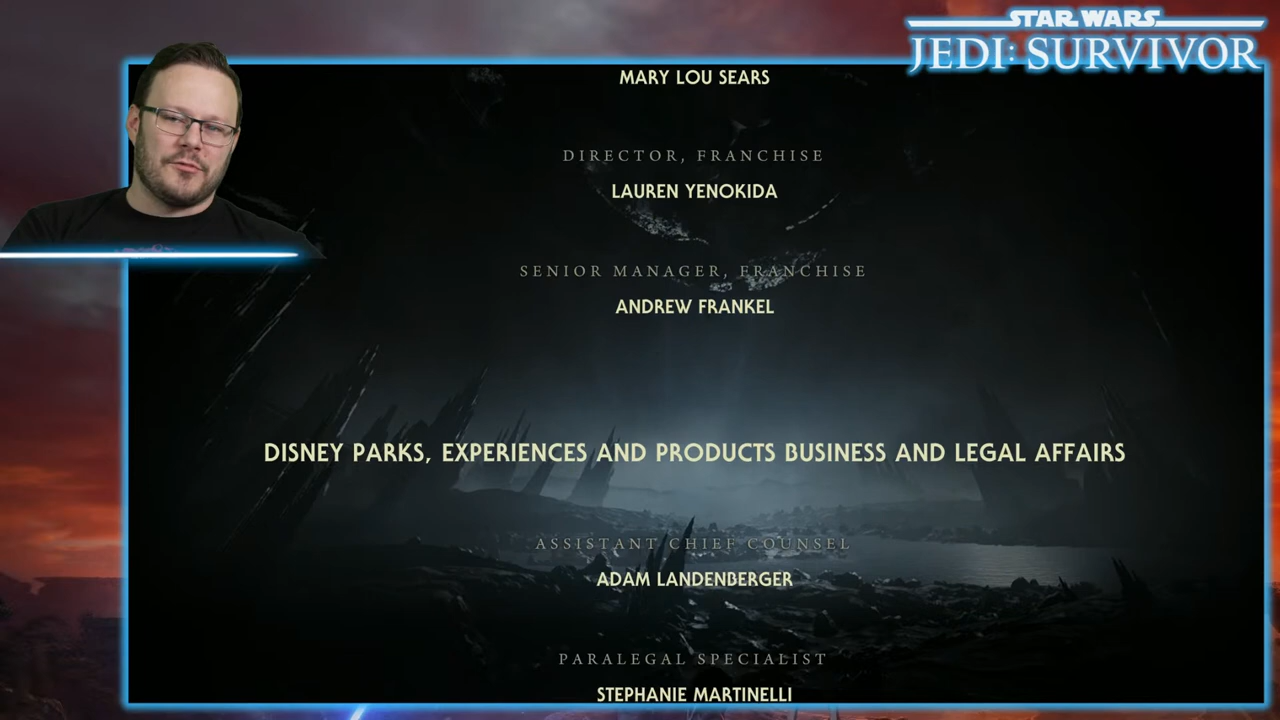 STAR WARS
JEDI: SURVIVOR
MARY LOU SEARS
DIRECTOR, FRANCHISE
LAUREN YENOKIDA
SENIOR MANAGER, FRANCHISE
ANDREW FRANKEL
DISNEY PARKS, EXPERIENCES AND PRODUCTS BUSINESS AND LEGAL AFFAIRS
ASSISTANT CHIEF COUNSEL
ADAM LANDENBERGER
PARALEGAL SPECIALIST
STEPHANIE MARTINELLI